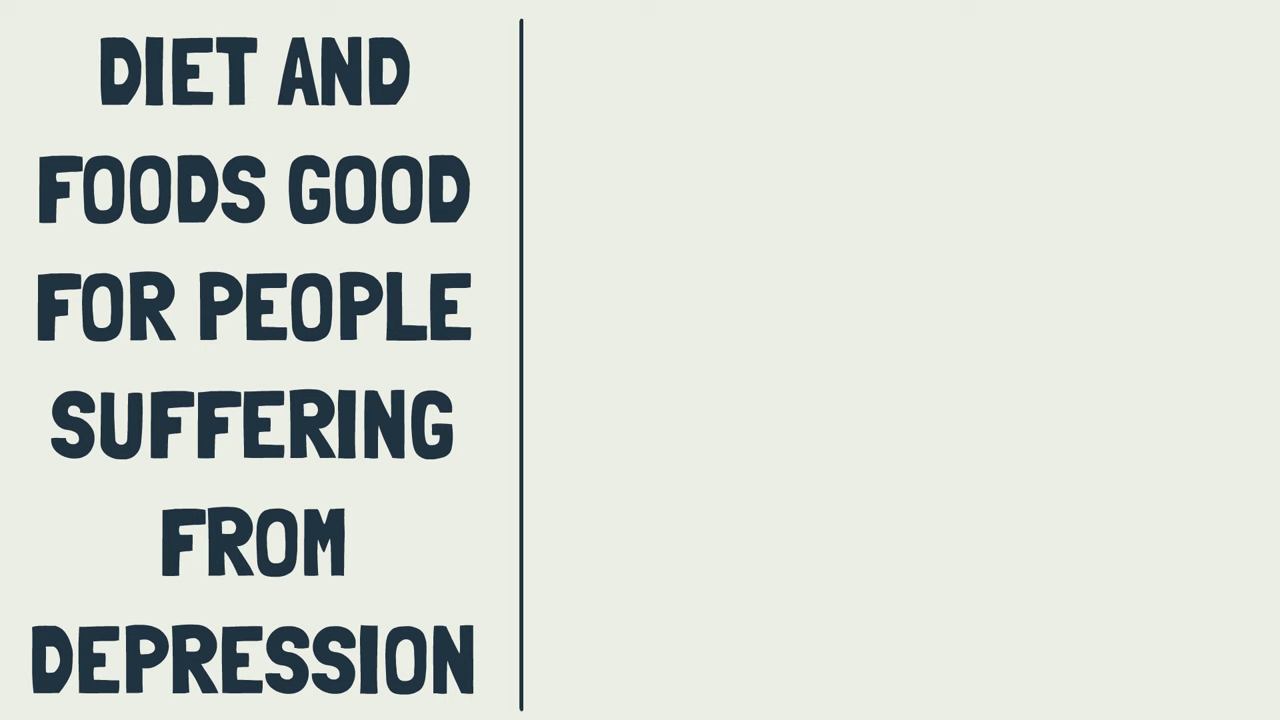 DIET AND
FOODS GOOD
FOR PEOPLE
SUFFERING
FROM
DEPRESSION